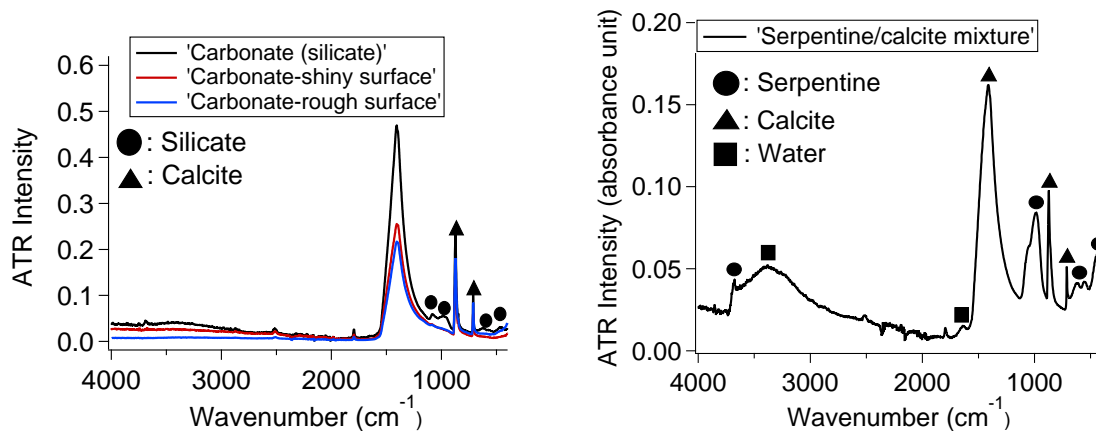 'Carbonate (silicate)'
'Carbonate-shiny surface'
'Carbonate-rough surface'
: Silicate
: Calcite
ATR Intensity
0.6
0.5
0.4
0.3
0.2
0.1
0.0
4000
3000
2000
1000
Wavenumber (cm⁻¹)
'Serpentine/calcite mixture'
: Serpentine
: Calcite
: Water
ATR Intensity (absorbance unit)
0.20
0.15
0.10
0.05
0.00
4000
3000
2000
1000
Wavenumber (cm⁻¹)